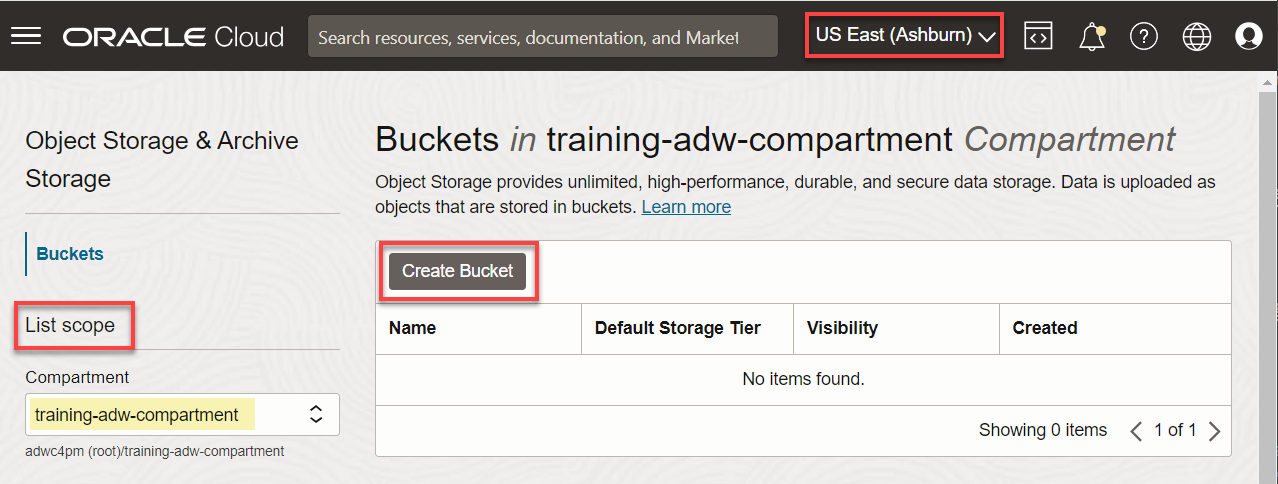 ORACLE Cloud
Search resources, services, documentation, and Market
US East (Ashburn)
Object Storage & Archive
Storage
Buckets
List scope
Compartment
training-adw-compartment
adwc4pm (root)/training-adw-compartment
Buckets in training-adw-compartment Compartment
Object Storage provides unlimited, high-performance, durable, and secure data storage. Data is uploaded as
objects that are stored in buckets. Learn more
Create Bucket
Name Default Storage Tier Visibility Created
No items found.
Showing 0 items 1 of 1